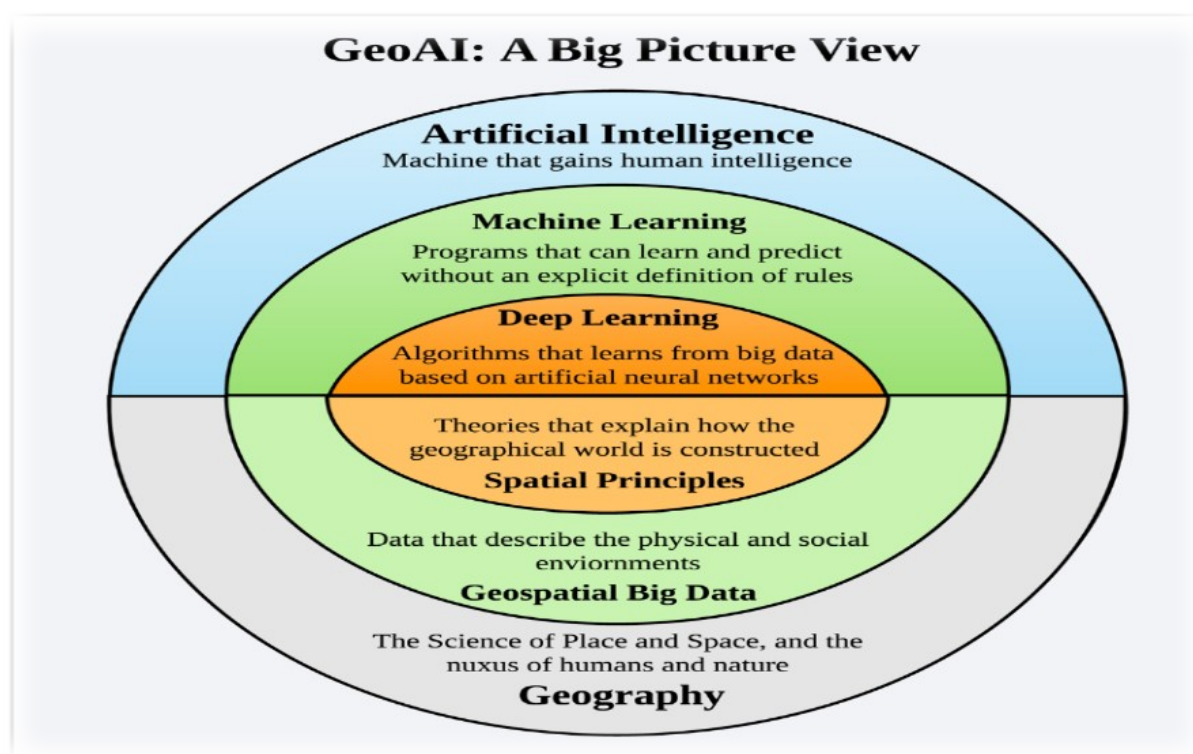 GeoAI: A Big Picture View
Artificial Intelligence
Machine that gains human intelligence
Machine Learning
Programs that can learn and predict
without an explicit definition of rules
Deep Learning
Algorithms that learns from big data
based on artificial neural networks
Theories that explain how the
geographical world is constructed
Spatial Principles
Data that describe the physical and social
enviornments
Geospatial Big Data
The Science of Place and Space, and the
nuxus of humans and nature
Geography